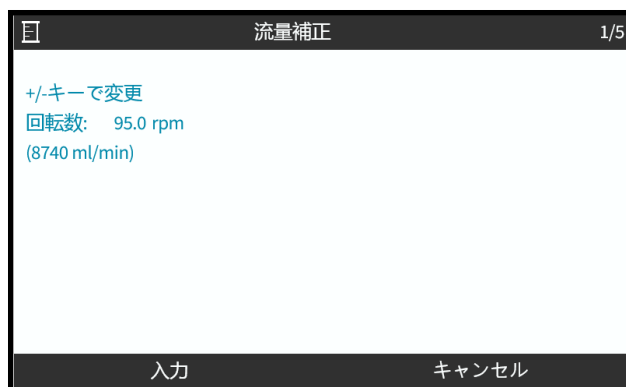 流量補正 1/5
+/-キーで変更
回転数: 95.0 rpm
(8740 ml/min)
入力 キャンセル